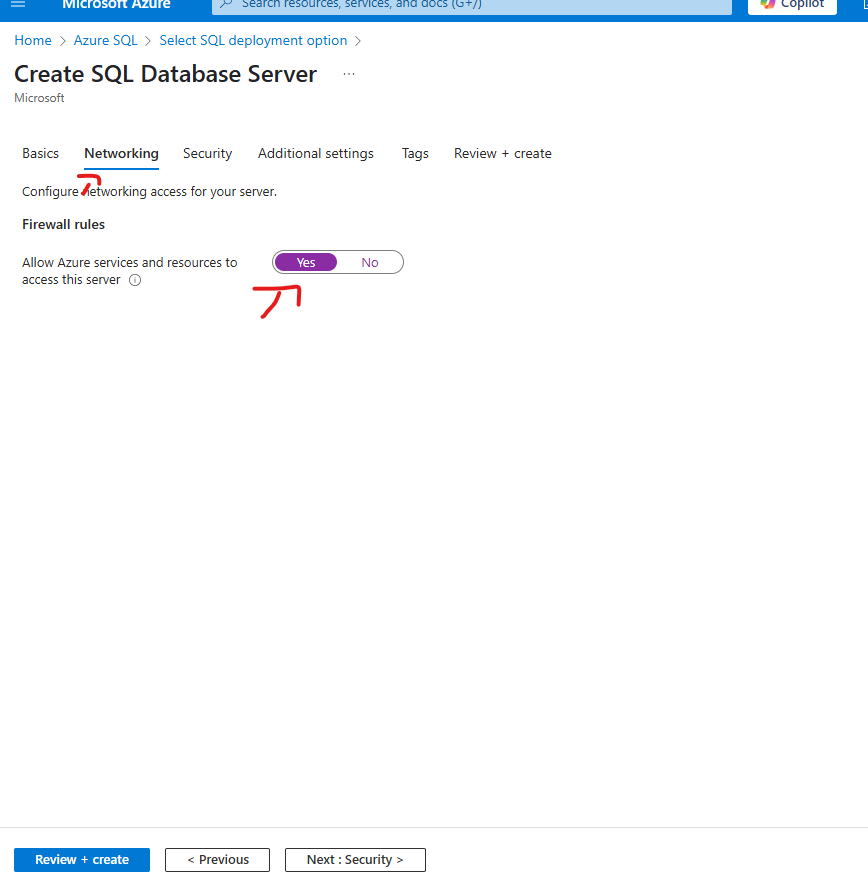 Microsoft Azure
Search resources, services, and docs (G+/)
Copilot
Home > Azure SQL > Select SQL deployment option >
Create SQL Database Server ...
Microsoft
Basics Networking Security Additional settings Tags Review + create
Configure networking access for your server.
Firewall rules
Allow Azure services and resources to
access this server
Yes No
Review + create < Previous Next : Security >